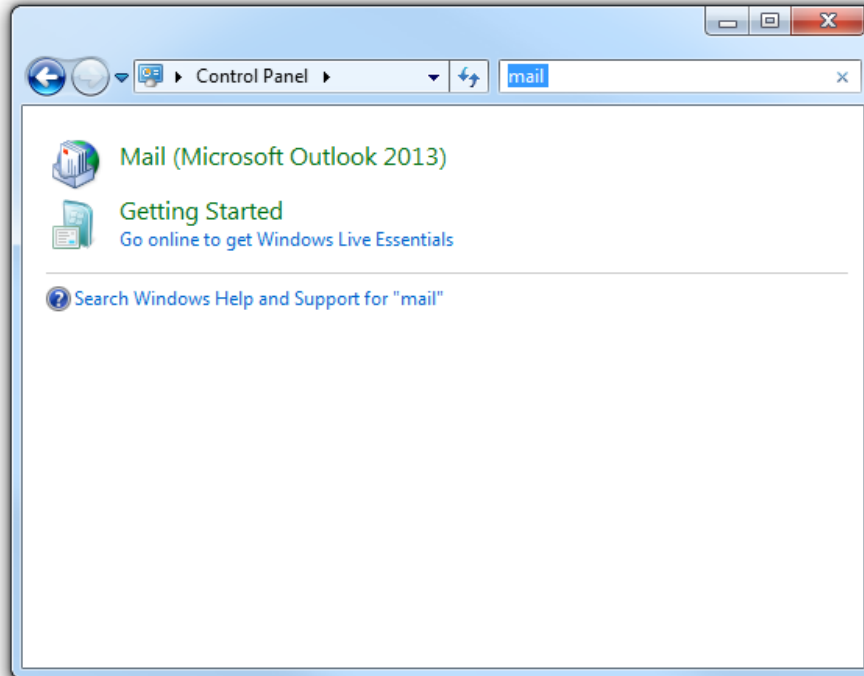 Control Panel
mail
Mail (Microsoft Outlook 2013)
Getting Started
Go online to get Windows Live Essentials
Search Windows Help and Support for "mail"